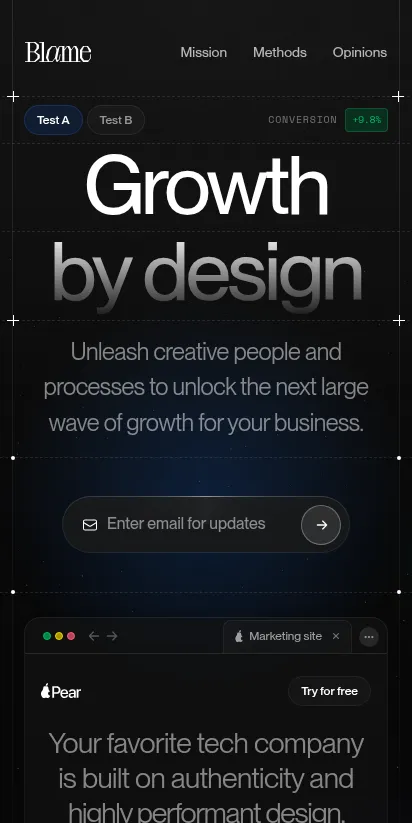 Blame
Mission Methods Opinions
Test A Test B CONVERSION +9.8%
Growth
by design
Unleash creative people and
processes to unlock the next large
wave of growth for your business.
Enter email for updates
Marketing site
Pear Try for free
Your favorite tech company
is built on authenticity and
highly performant design.